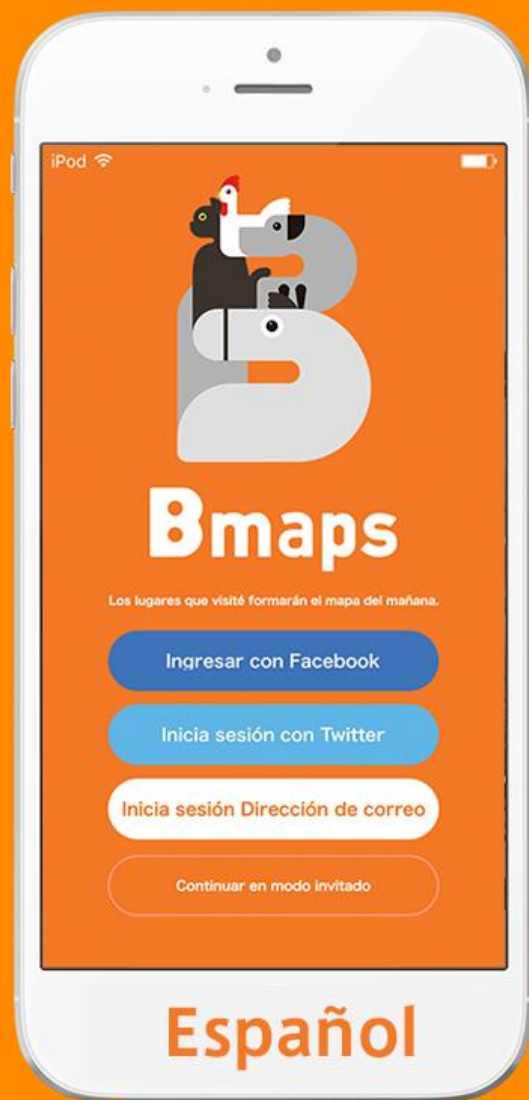 iPod
Bmaps
Los lugares que visité formarán el mapa del mañana.
Ingresar con Facebook
Inicia sesión con Twitter
Inicia sesión Dirección de correo
Continuar en modo invitado
Español